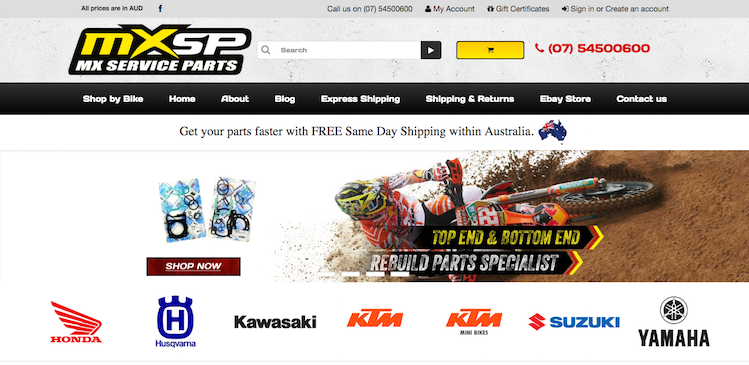 All prices are in AUD
Call us on (07) 54500600
My Account
Gift Certificates
Sign in or Create an account
mXSP
MX SERVICE PARTS
Search
(07) 54500600
Shop by Bike
Home
About
Blog
Express Shipping
Shipping & Returns
Ebay Store
Contact us
Get your parts faster with FREE Same Day Shipping within Australia.
TOP END & BOTTOM END
REBUILD PARTS SPECIALIST
SHOP NOW
HONDA
H
Husqvarna
Kawasaki
KTM
KTM
MINI BIKES
SUZUKI
YAMAHA